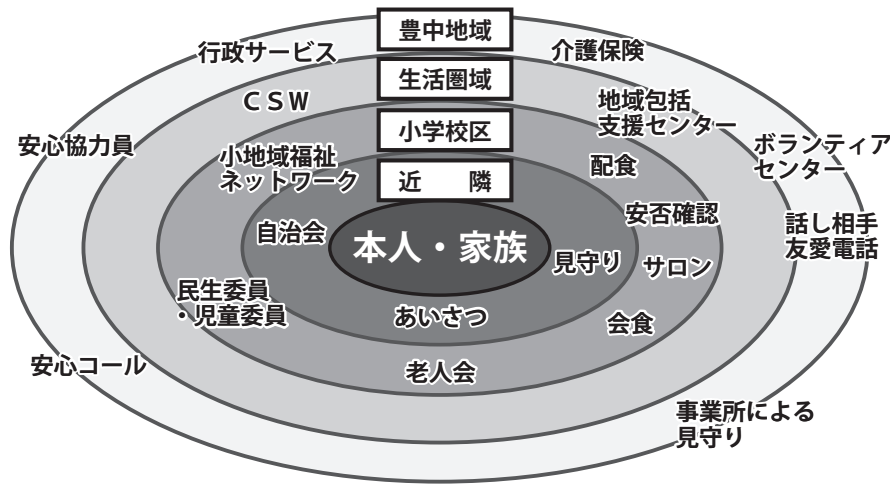 豊中地域
行政サービス
介護保険
生活圏域
ＣＳＷ
地域包括
支援センター
小学校区
安心協力員
ボランティア
センター
小地域福祉
ネットワーク
配食
近　　隣
安否確認
話し相手
友愛電話
自治会
本人・家族
見守り
サロン
民生委員
・児童委員
あいさつ
会食
安心コール
老人会
事業所による
見守り